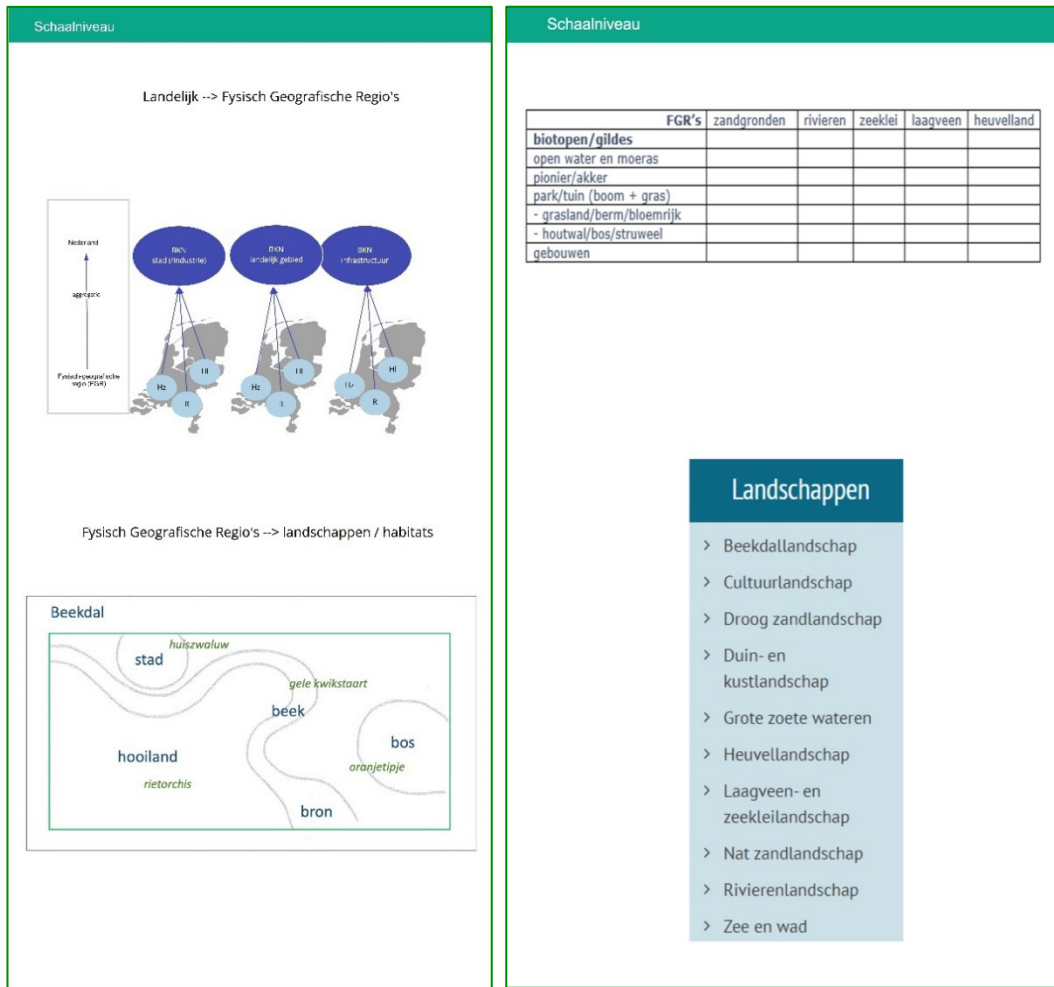 Schaalniveau
Landelijk --> Fysisch Geografische Regio's
Nederland
aggregatie
Fysisch-geografische
regio (FGR)
BKN
stad (/industrie)
BKN
landelijk gebied
BKN
infrastructuur
Hz
Hl
R
Hz
Hl
R
Hz
Hl
R
Fysisch Geografische Regio's --> landschappen / habitats
Beekdal
huiszwaluw
stad
gele kwikstaart
beek
hooiland
bos
oranjetipje
rietorchis
bron
Schaalniveau
FGR's zandgronden rivieren zeeklei laagveen heuvelland
biotopen/gildes
open water en moeras
pionier/akker
park/tuin (boom + gras)
- grasland/berm/bloemrijk
- houtwal/bos/struweel
gebouwen
Landschappen
> Beekdallandschap
> Cultuurlandschap
> Droog zandlandschap
> Duin- en
kustlandschap
> Grote zoete wateren
> Heuvellandschap
> Laagveen- en
zeekleilandschap
> Nat zandlandschap
> Rivierenlandschap
> Zee en wad